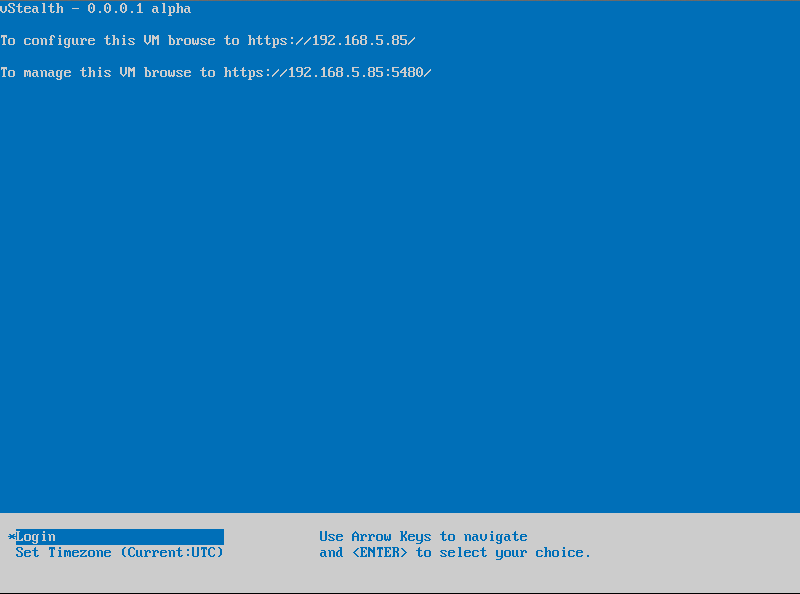 vStealth - 0.0.0.1 alpha
To configure this VM browse to https://192.168.5.85/
To manage this VM browse to https://192.168.5.85:5480/
*Login
Use Arrow Keys to navigate
Set Timezone (Current:UTC)
and <ENTER> to select your choice.